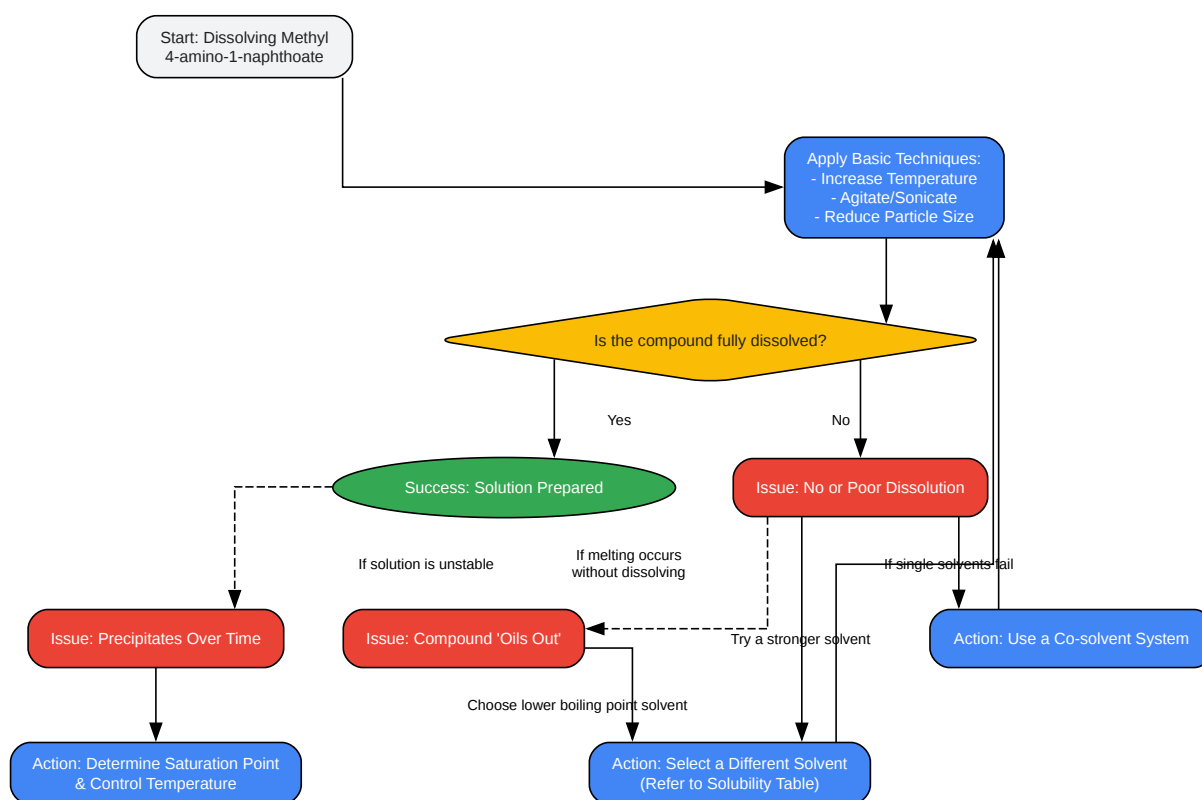 Start: Dissolving Methyl
4-amino-1-naphthoate
Apply Basic Techniques:
- Increase Temperature
- Agitate/Sonicate
- Reduce Particle Size
Is the compound fully dissolved?
Yes
No
Success: Solution Prepared
Issue: No or Poor Dissolution
If solution is unstable
If melting occurs
without dissolving
If single solvents fail
Issue: Precipitates Over Time
Issue: Compound 'Oils Out'
Try a stronger solvent
Action: Use a Co-solvent System
Choose lower boiling point solvent
Action: Determine Saturation Point
& Control Temperature
Action: Select a Different Solvent
(Refer to Solubility Table)